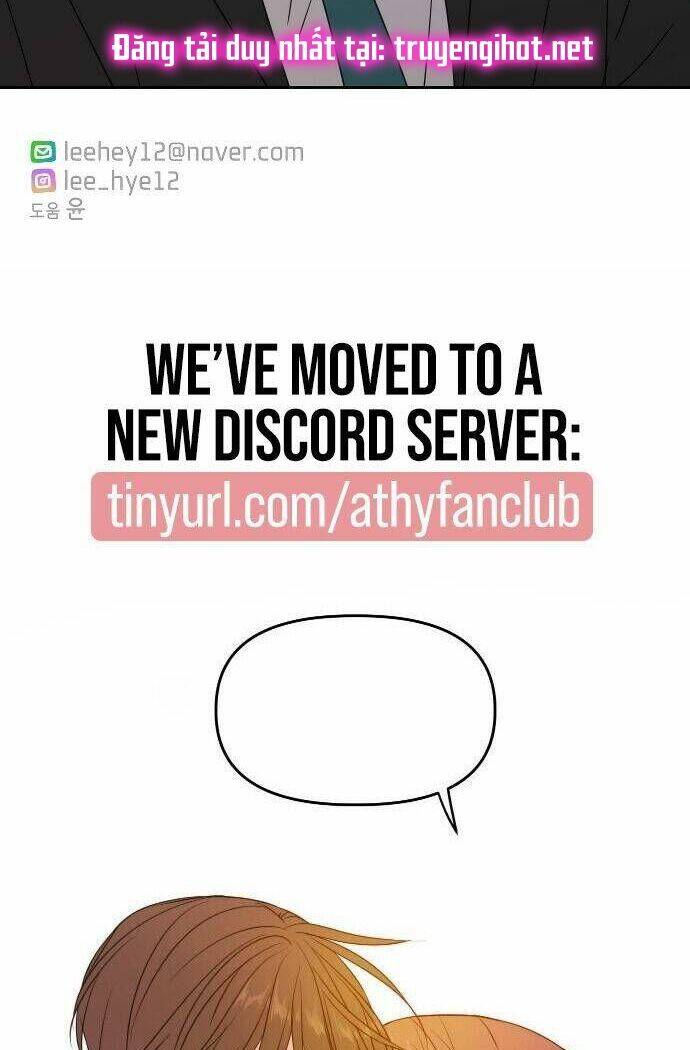 Đăng tải duy nhất tại: truyengihot.net
leehey12@naver.com
lee_hye12
도움 윤
WE'VE MOVED TO A
NEW DISCORD SERVER:
tinyurl.com/athyfanclub